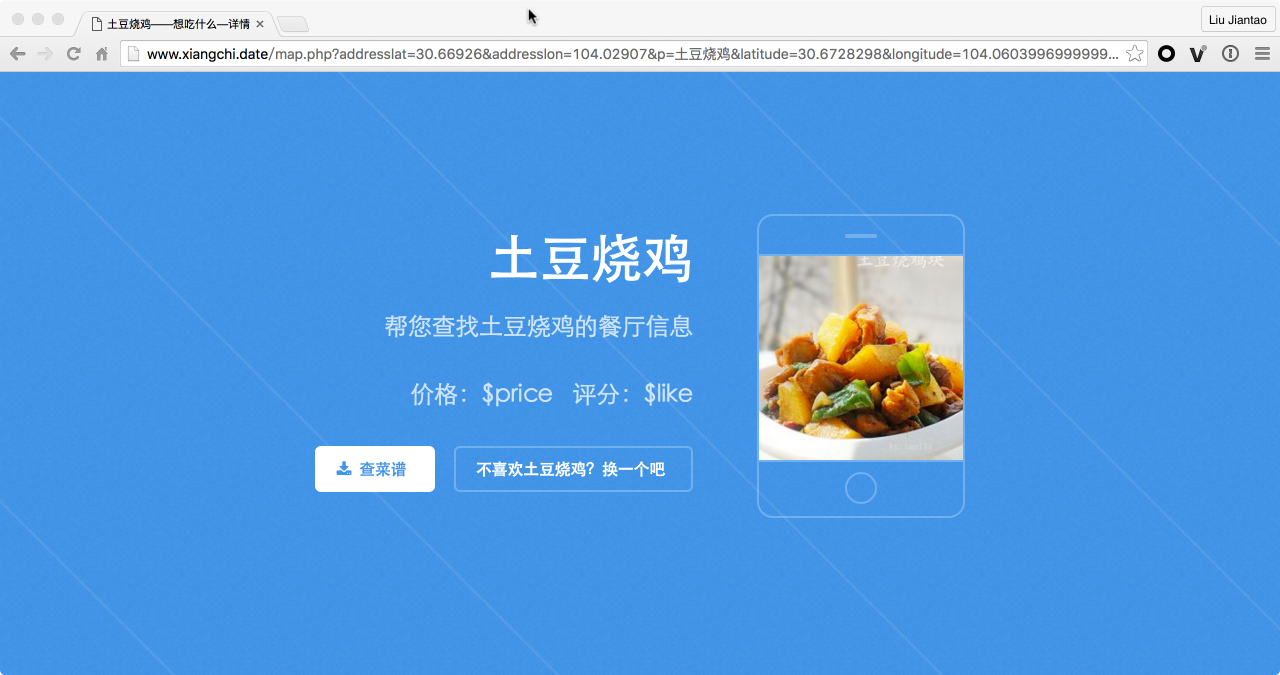 土豆烧鸡——想吃什么—详情
Liu Jiantao
www.xiangchi.date/map.php?addresslat=30.66926&addresslon=104.02907&p=土豆烧鸡&latitude=30.6728298&longitude=104.0603996999999...
土豆烧鸡
土豆烧鸡块
帮您查找土豆烧鸡的餐厅信息
价格：$price 评分：$like
查菜谱
不喜欢土豆烧鸡？换一个吧